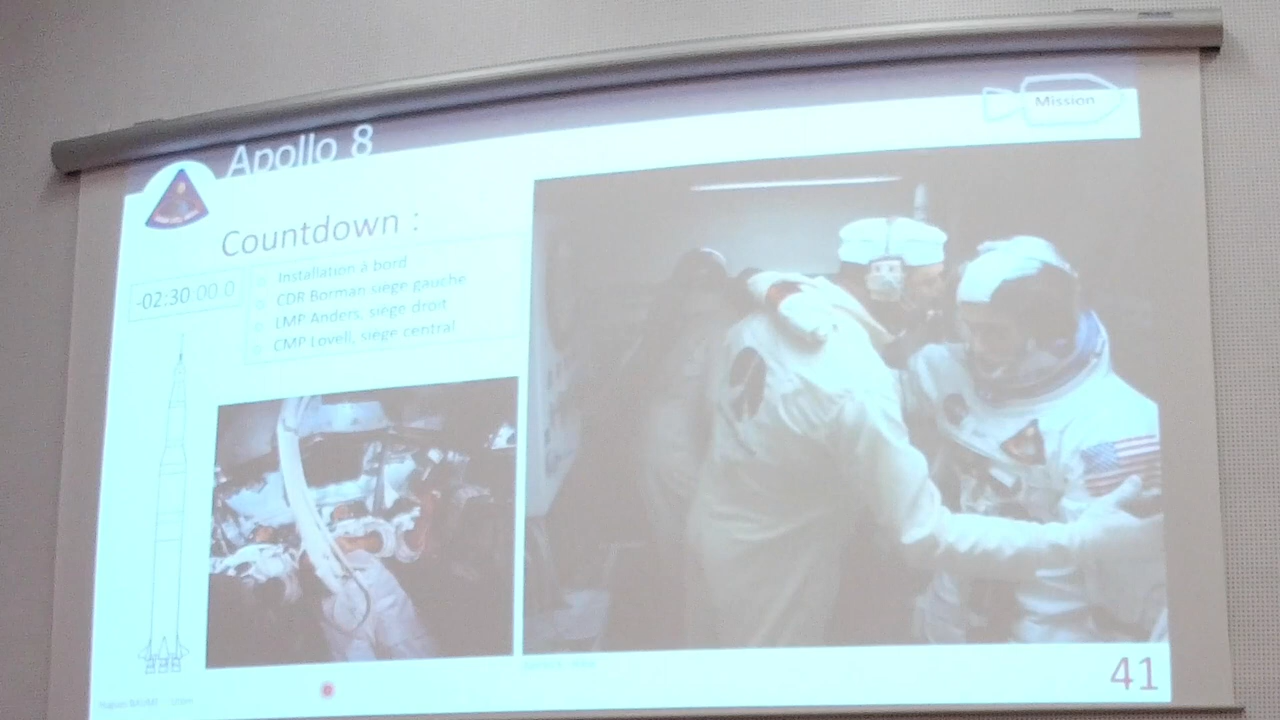 Apollo 8
Mission
Countdown :
-02:30 00 0
Installation à bord
CDR Borman siège gauche
LMP Anders, siège droit
CMP Lovell, siège central
41